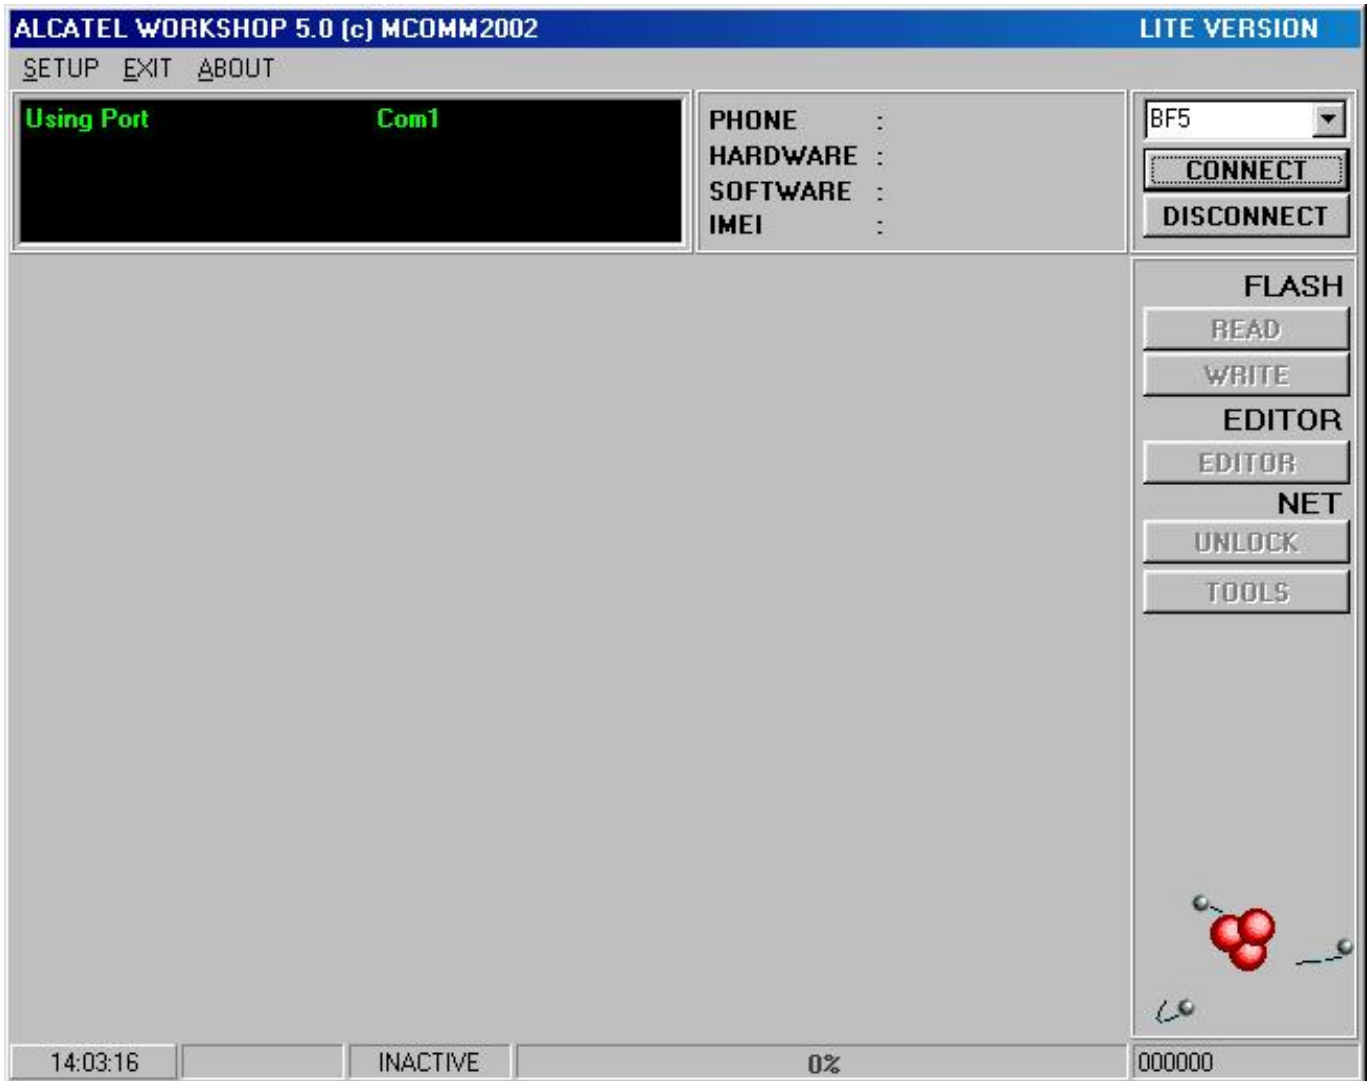 ALCATEL WORKSHOP 5.0 (c) MCOMM2002 LITE VERSION
SETUP EXIT ABOUT
Using Port Com1
PHONE :
HARDWARE :
SOFTWARE :
IMEI :
BF5
CONNECT
DISCONNECT
FLASH
READ
WRITE
EDITOR
EDITOR
NET
UNLOCK
TOOLS
14:03:16 INACTIVE 0% 000000